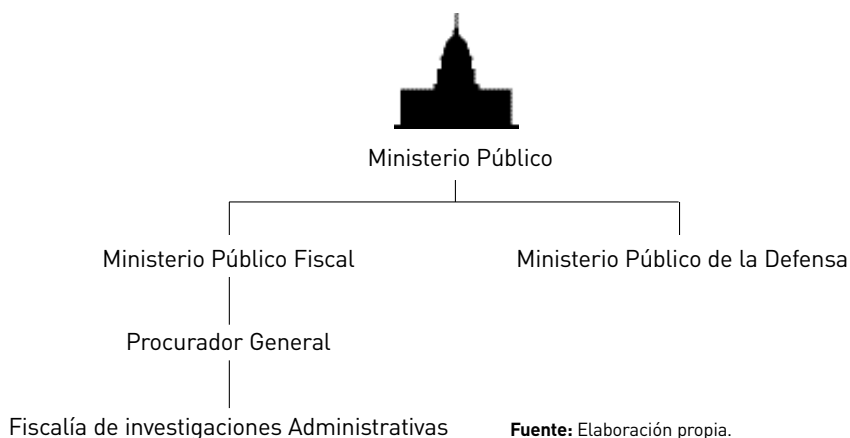 Ministerio Público
Ministerio Público Fiscal
Ministerio Público de la Defensa
Procurador General
Fiscalía de investigaciones Administrativas
Fuente: Elaboración propia.